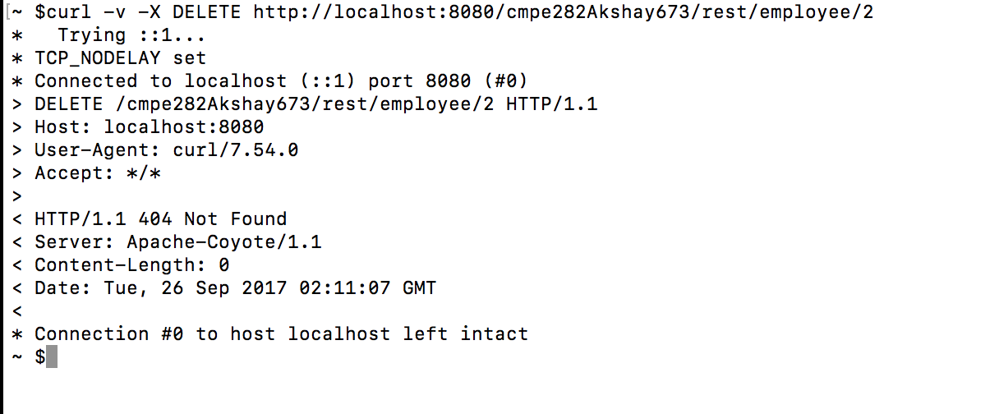 [~ $curl -v -X DELETE http://localhost:8080/cmpe282Akshay673/rest/employee/2
*   Trying ::1...
* TCP_NODELAY set
* Connected to localhost (::1) port 8080 (#0)
> DELETE /cmpe282Akshay673/rest/employee/2 HTTP/1.1
> Host: localhost:8080
> User-Agent: curl/7.54.0
> Accept: */*
>
< HTTP/1.1 404 Not Found
< Server: Apache-Coyote/1.1
< Content-Length: 0
< Date: Tue, 26 Sep 2017 02:11:07 GMT
<
* Connection #0 to host localhost left intact
~ $